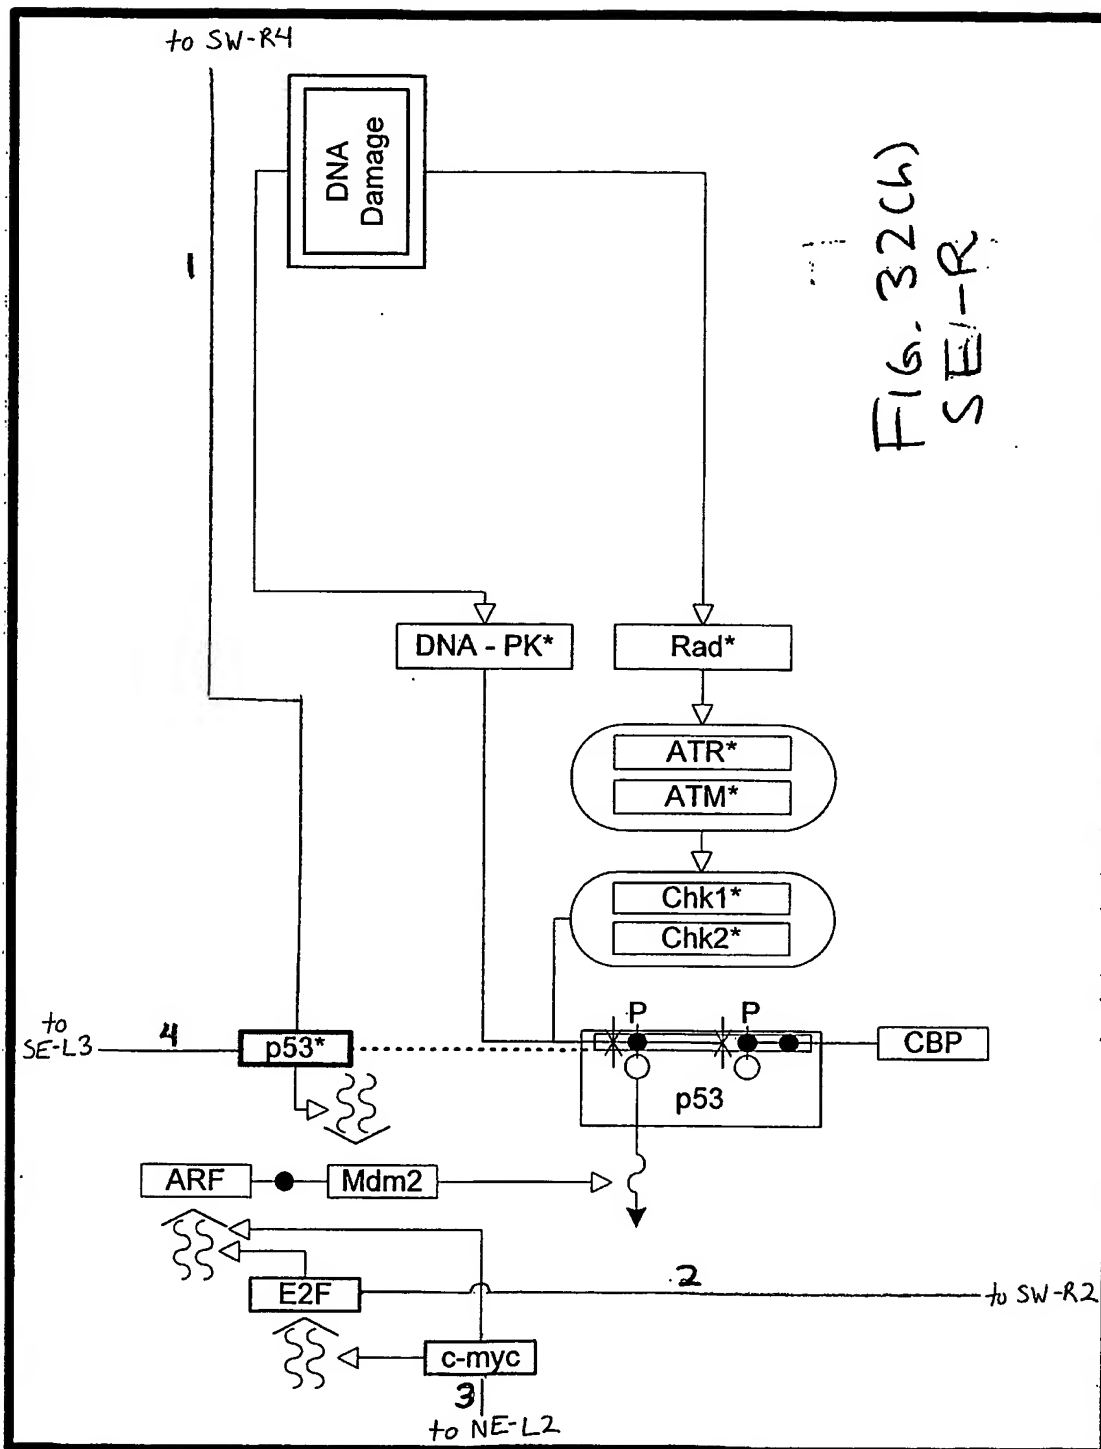 to SW-R4
DNA
Damage
FIG. 32(h)
SE-R
1
DNA - PK*
Rad*
ATR*
ATM*
Chk1*
Chk2*
to
SE-L3
4
p53*
P
P
CBP
p53
ARF
Mdm2
E2F
2
to SW-R2
c-myc
3
to NE-L2